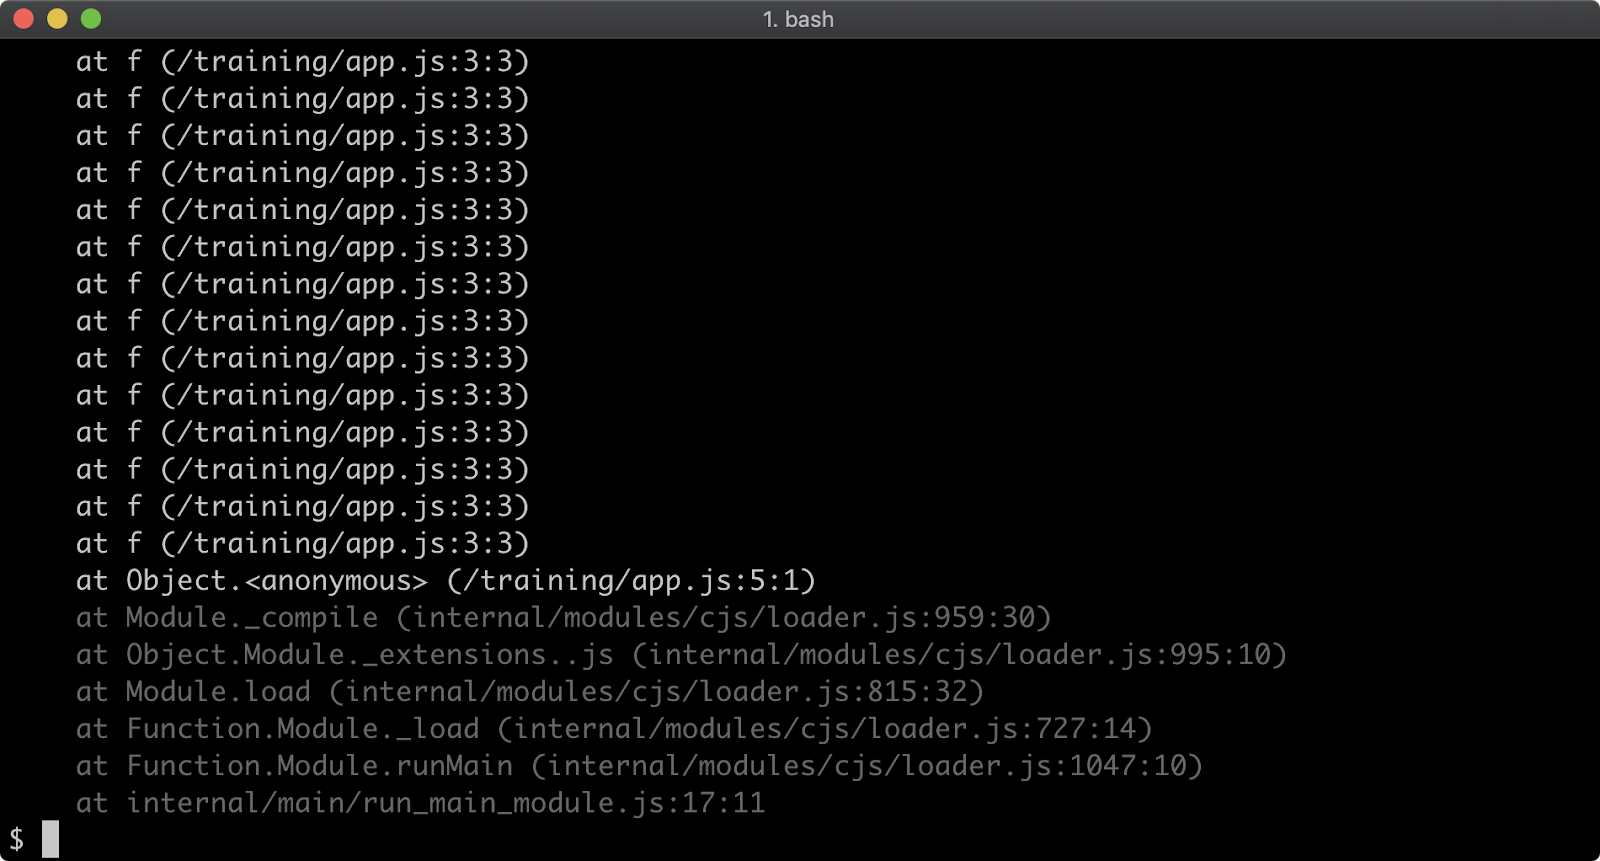 1. bash
at f (/training/app.js:3:3)
at f (/training/app.js:3:3)
at f (/training/app.js:3:3)
at f (/training/app.js:3:3)
at f (/training/app.js:3:3)
at f (/training/app.js:3:3)
at f (/training/app.js:3:3)
at f (/training/app.js:3:3)
at f (/training/app.js:3:3)
at f (/training/app.js:3:3)
at f (/training/app.js:3:3)
at f (/training/app.js:3:3)
at f (/training/app.js:3:3)
at f (/training/app.js:3:3)
at Object.<anonymous> (/training/app.js:5:1)
at Module._compile (internal/modules/cjs/loader.js:959:30)
at Object.Module._extensions..js (internal/modules/cjs/loader.js:995:10)
at Module.load (internal/modules/cjs/loader.js:815:32)
at Function.Module._load (internal/modules/cjs/loader.js:727:14)
at Function.Module.runMain (internal/modules/cjs/loader.js:1047:10)
at internal/main/run_main_module.js:17:11
$